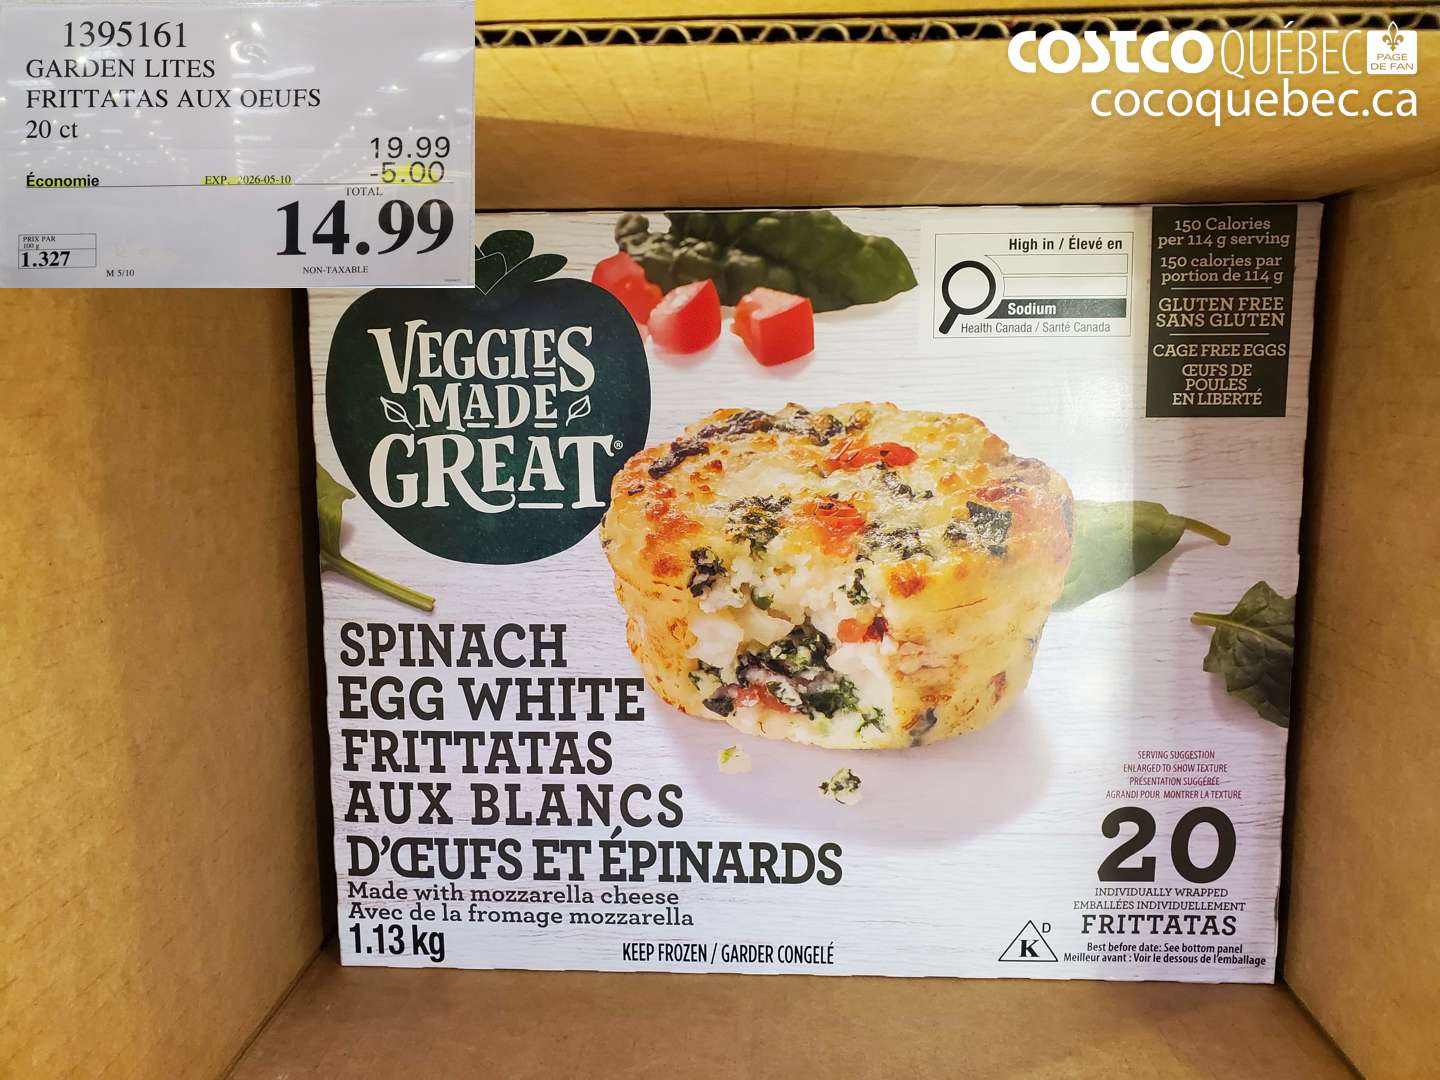 1395161
GARDEN LITES
FRITTATAS AUX OEUFS
20 ct
19.99
-5.00
Économie
EXP. 2026-05-10
TOTAL
14.99
PRIX PAR
100 g
1.327
M 5/10
NON-TAXABLE
COSTCO QUÉBEC
PAGE
DE FAN
cocoquebec.ca
VEGGIES
MADE
GREAT®
High in / Élevé en
Sodium
Health Canada / Santé Canada
150 Calories
per 114 g serving
150 calories par
portion de 114 g
GLUTEN FREE
SANS GLUTEN
CAGE FREE EGGS
ŒUFS DE
POULES
EN LIBERTÉ
SPINACH
EGG WHITE
FRITTATAS
AUX BLANCS
D'ŒUFS ET ÉPINARDS
Made with mozzarella cheese
Avec de la fromage mozzarella
1.13 kg
KEEP FROZEN / GARDER CONGELÉ
SERVING SUGGESTION
ENLARGED TO SHOW TEXTURE
PRÉSENTATION SUGGÉRÉE
AGRANDI POUR MONTRER LA TEXTURE
20
INDIVIDUALLY WRAPPED
EMBALLÉES INDIVIDUELLEMENT
FRITTATAS
K D
Best before date: See bottom panel
Meilleur avant : Voir le dessous de l'emballage